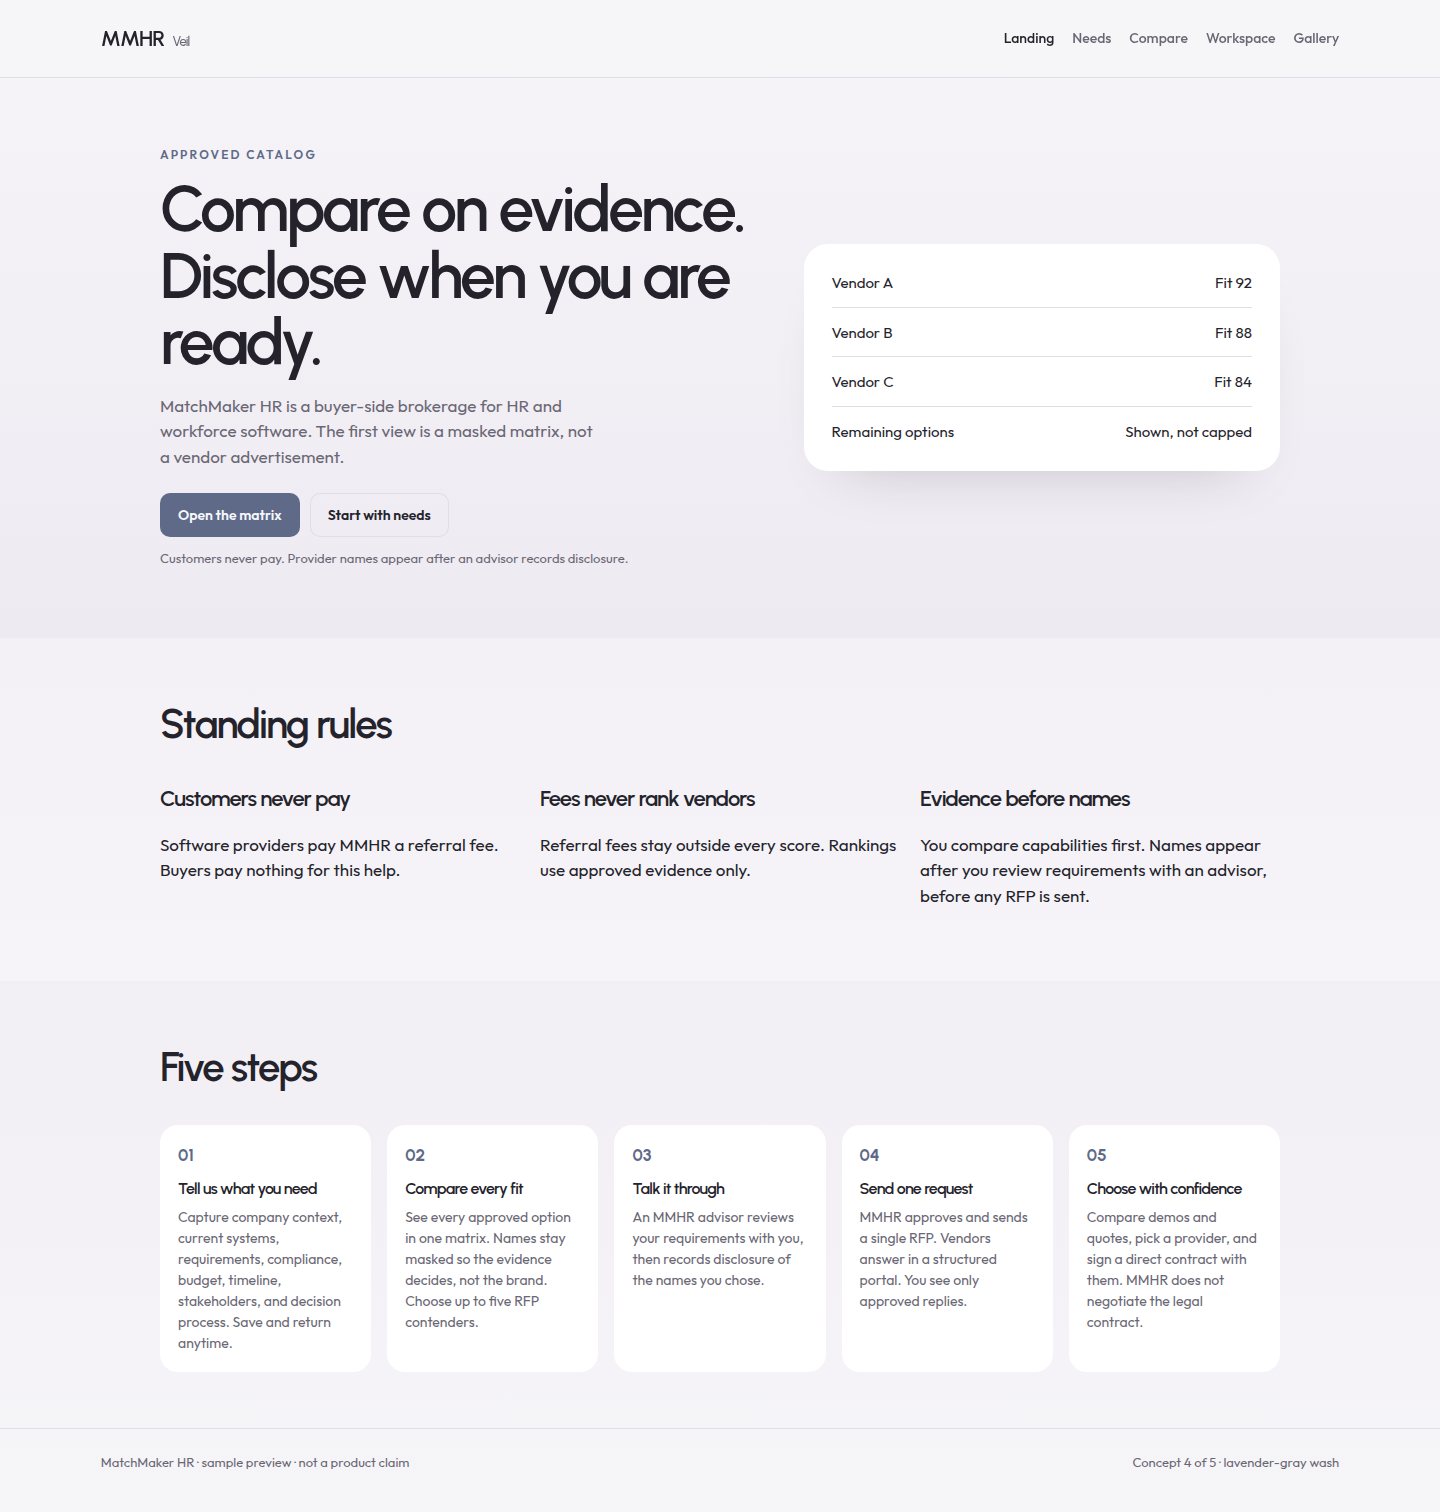 MMHR Veil
Landing Needs Compare Workspace Gallery
APPROVED CATALOG
Compare on evidence.
Disclose when you are
ready.
MatchMaker HR is a buyer-side brokerage for HR and
workforce software. The first view is a masked matrix, not
a vendor advertisement.
Open the matrix
Start with needs
Customers never pay. Provider names appear after an advisor records disclosure.
Vendor A Fit 92
Vendor B Fit 88
Vendor C Fit 84
Remaining options Shown, not capped
Standing rules
Customers never pay
Software providers pay MMHR a referral fee.
Buyers pay nothing for this help.
Fees never rank vendors
Referral fees stay outside every score. Rankings
use approved evidence only.
Evidence before names
You compare capabilities first. Names appear
after you review requirements with an advisor,
before any RFP is sent.
Five steps
01
Tell us what you need
Capture company context,
current systems,
requirements, compliance,
budget, timeline,
stakeholders, and decision
process. Save and return
anytime.
02
Compare every fit
See every approved option
in one matrix. Names stay
masked so the evidence
decides, not the brand.
Choose up to five RFP
contenders.
03
Talk it through
An MMHR advisor reviews
your requirements with you,
then records disclosure of
the names you chose.
04
Send one request
MMHR approves and sends
a single RFP. Vendors
answer in a structured
portal. You see only
approved replies.
05
Choose with confidence
Compare demos and
quotes, pick a provider, and
sign a direct contract with
them. MMHR does not
negotiate the legal
contract.
MatchMaker HR · sample preview · not a product claim
Concept 4 of 5 · lavender-gray wash